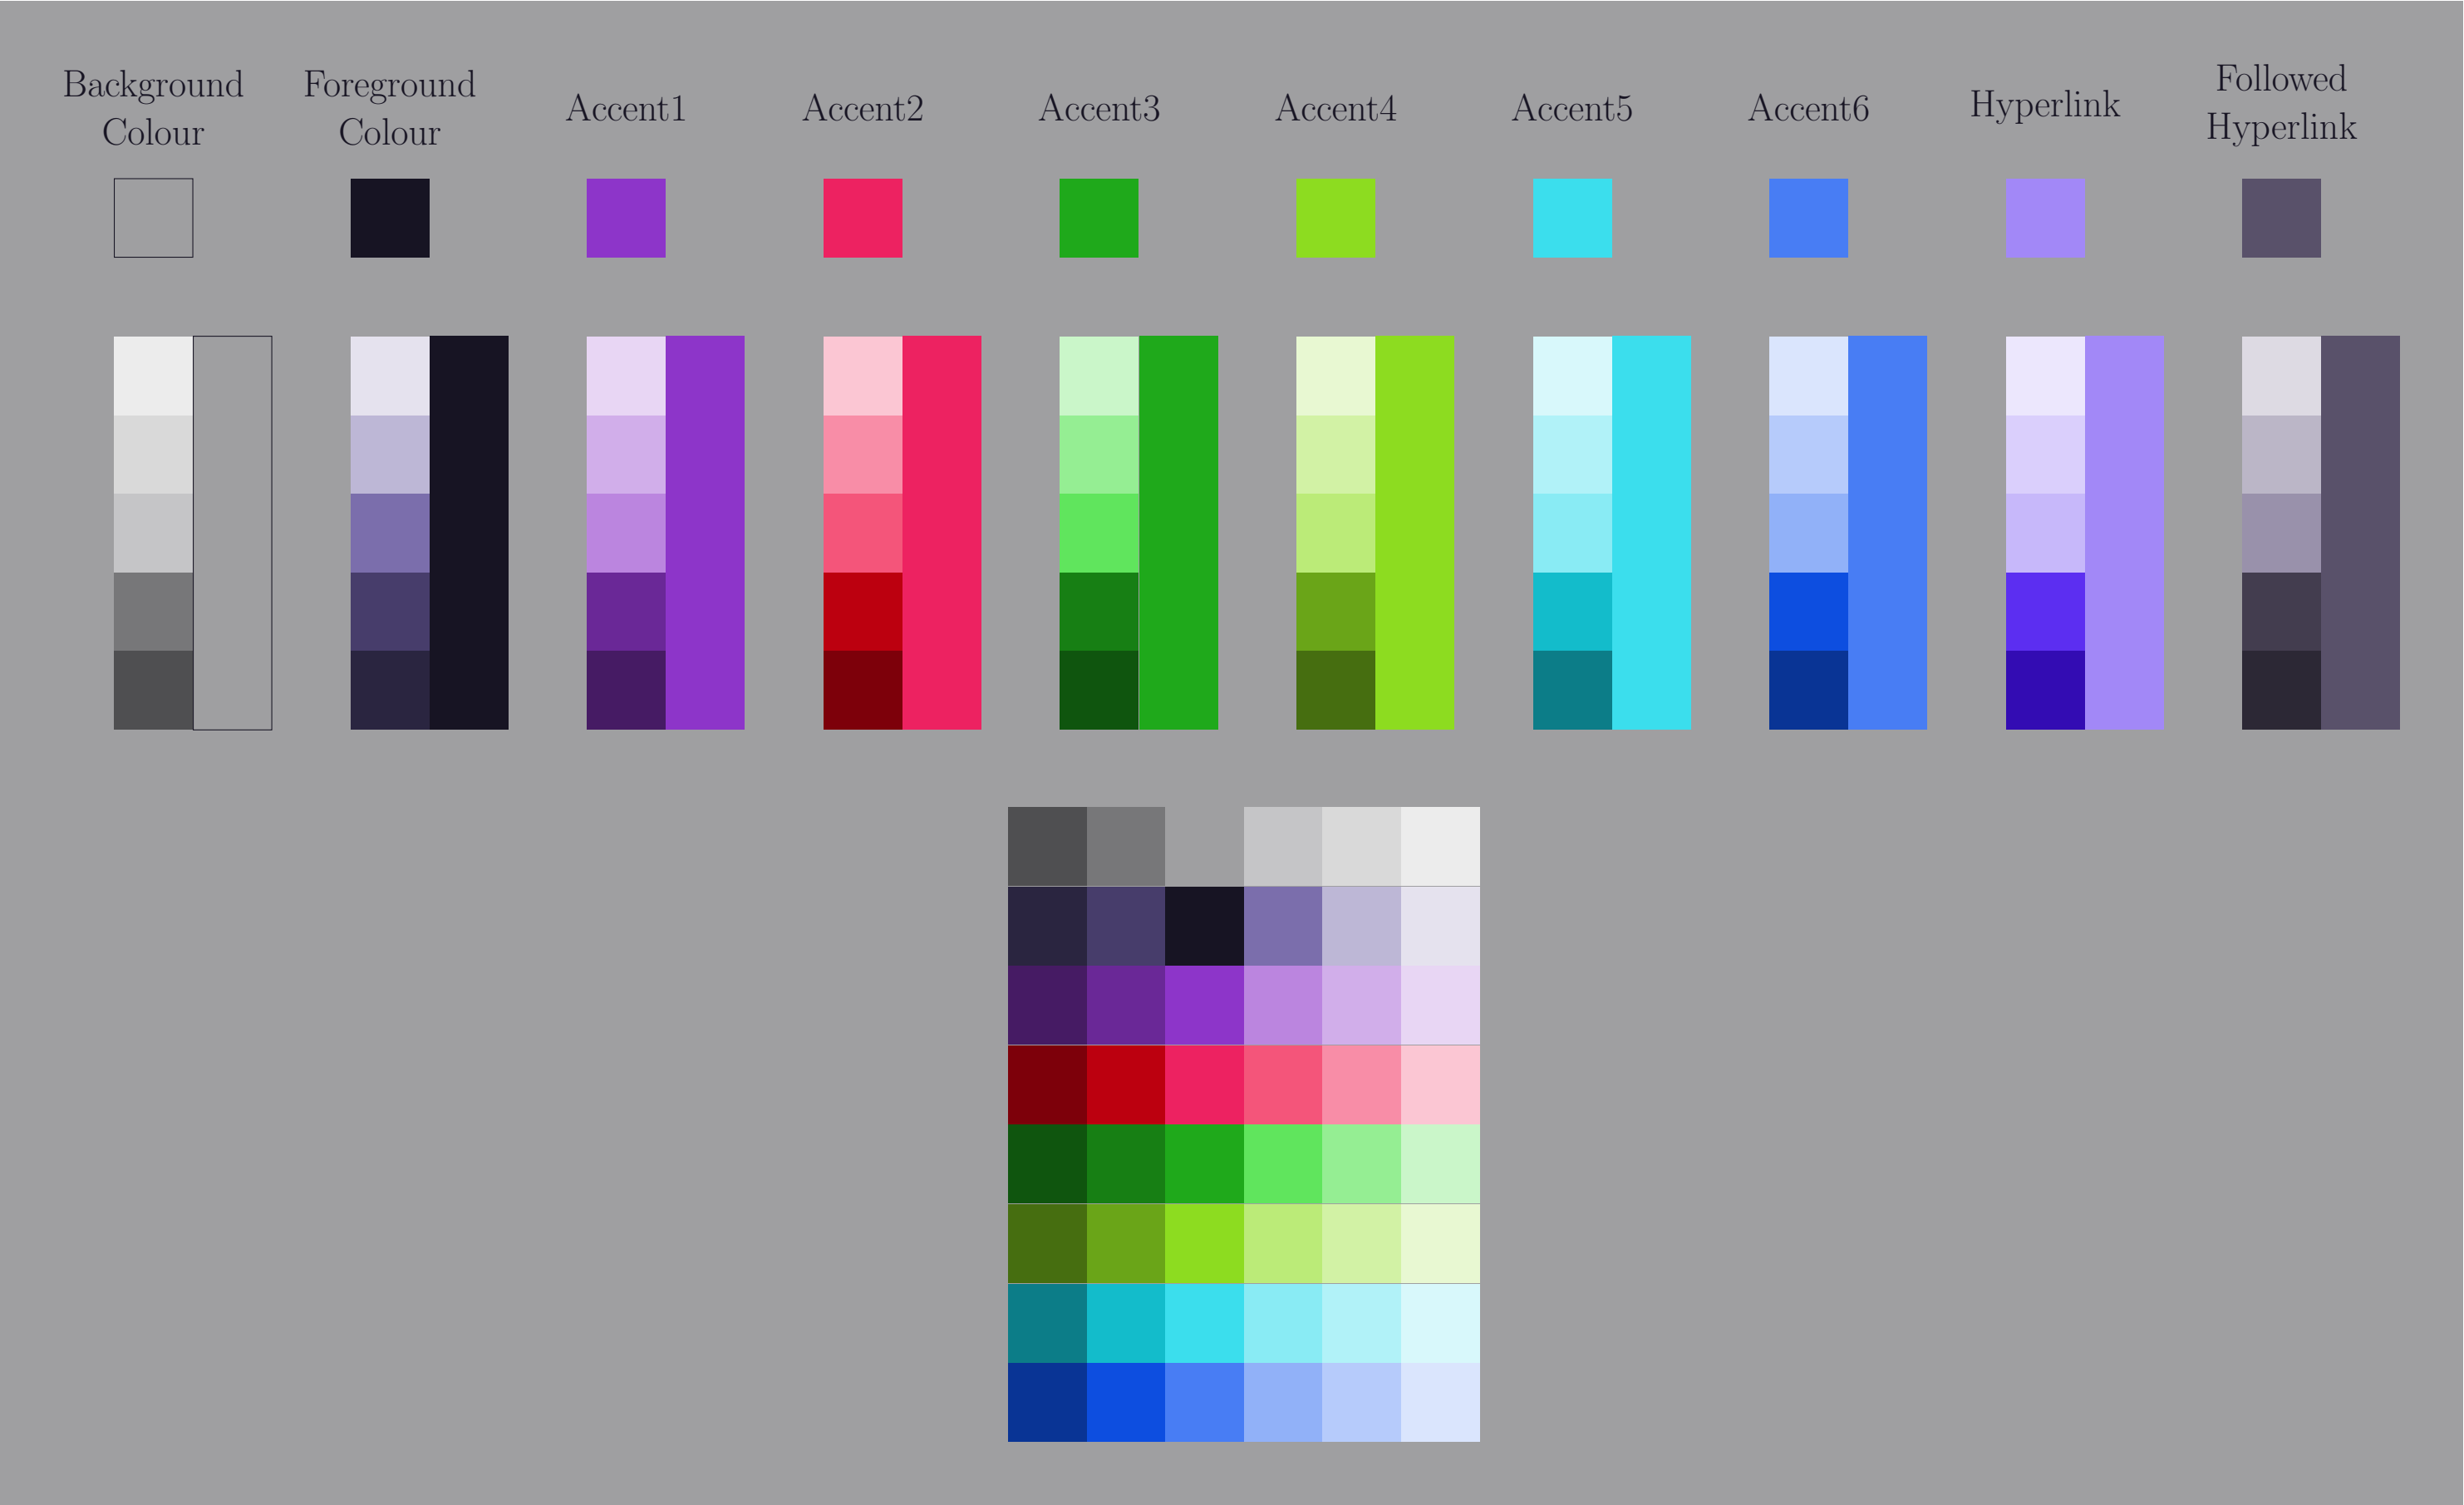 Background
Colour
Foreground
Colour
Accent1
Accent2
Accent3
Accent4
Accent5
Accent6
Hyperlink
Followed
Hyperlink